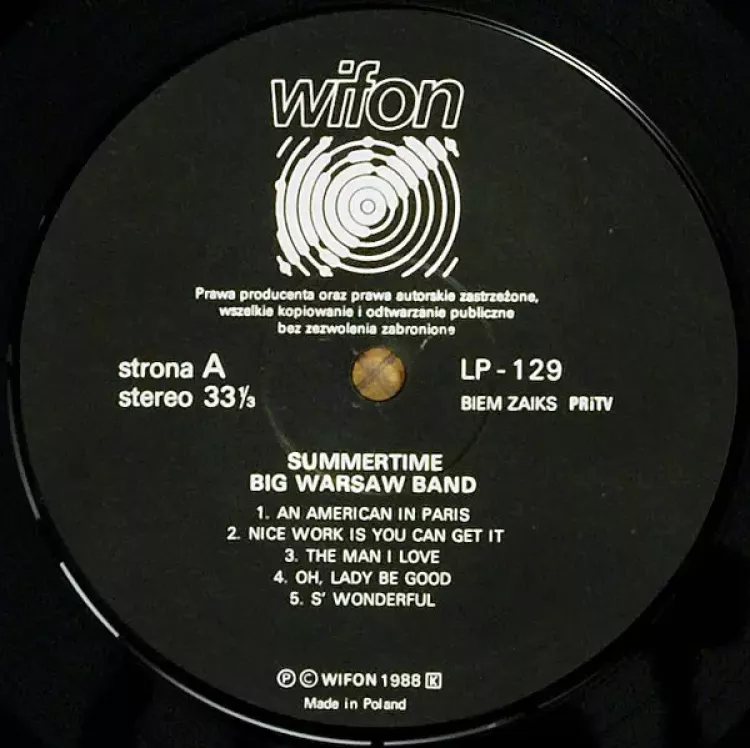 wifon
Prawa producenta oraz prawa autorskie zastrzeżone,
wszelkie kopiowanie i odtwarzanie publiczne
bez zezwolenia zabronione
strona A
LP - 129
stereo 33⅓
BIEM ZAIKS PRiTV
SUMMERTIME
BIG WARSAW BAND
1. AN AMERICAN IN PARIS
2. NICE WORK IS YOU CAN GET IT
3. THE MAN I LOVE
4. OH, LADY BE GOOD
5. S' WONDERFUL
Ⓟ © WIFON 1988 K
Made in Poland